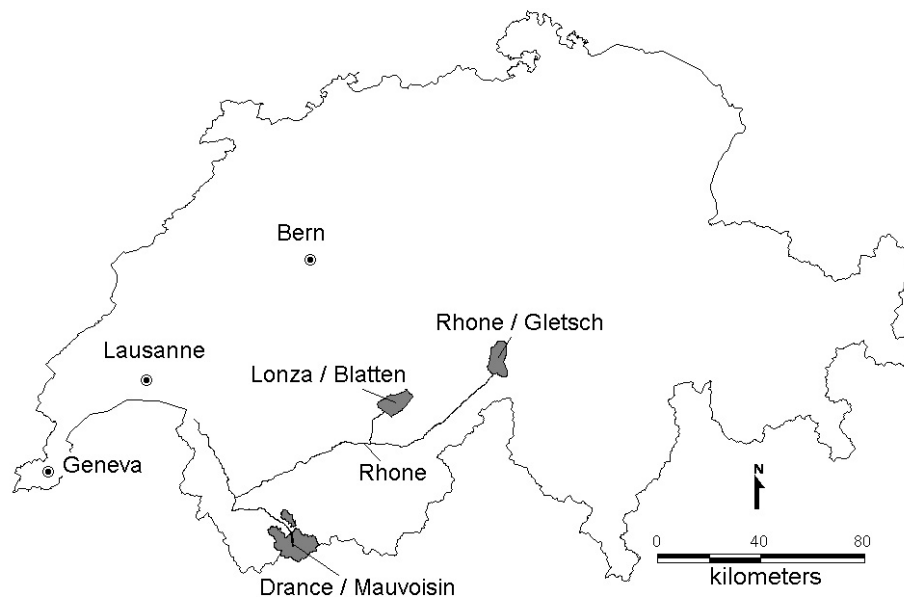 Bern
Rhone / Gletsch
Lausanne
Lonza / Blatten
Geneva
Rhone
N
0 40 80
kilometers
Drance / Mauvoisin